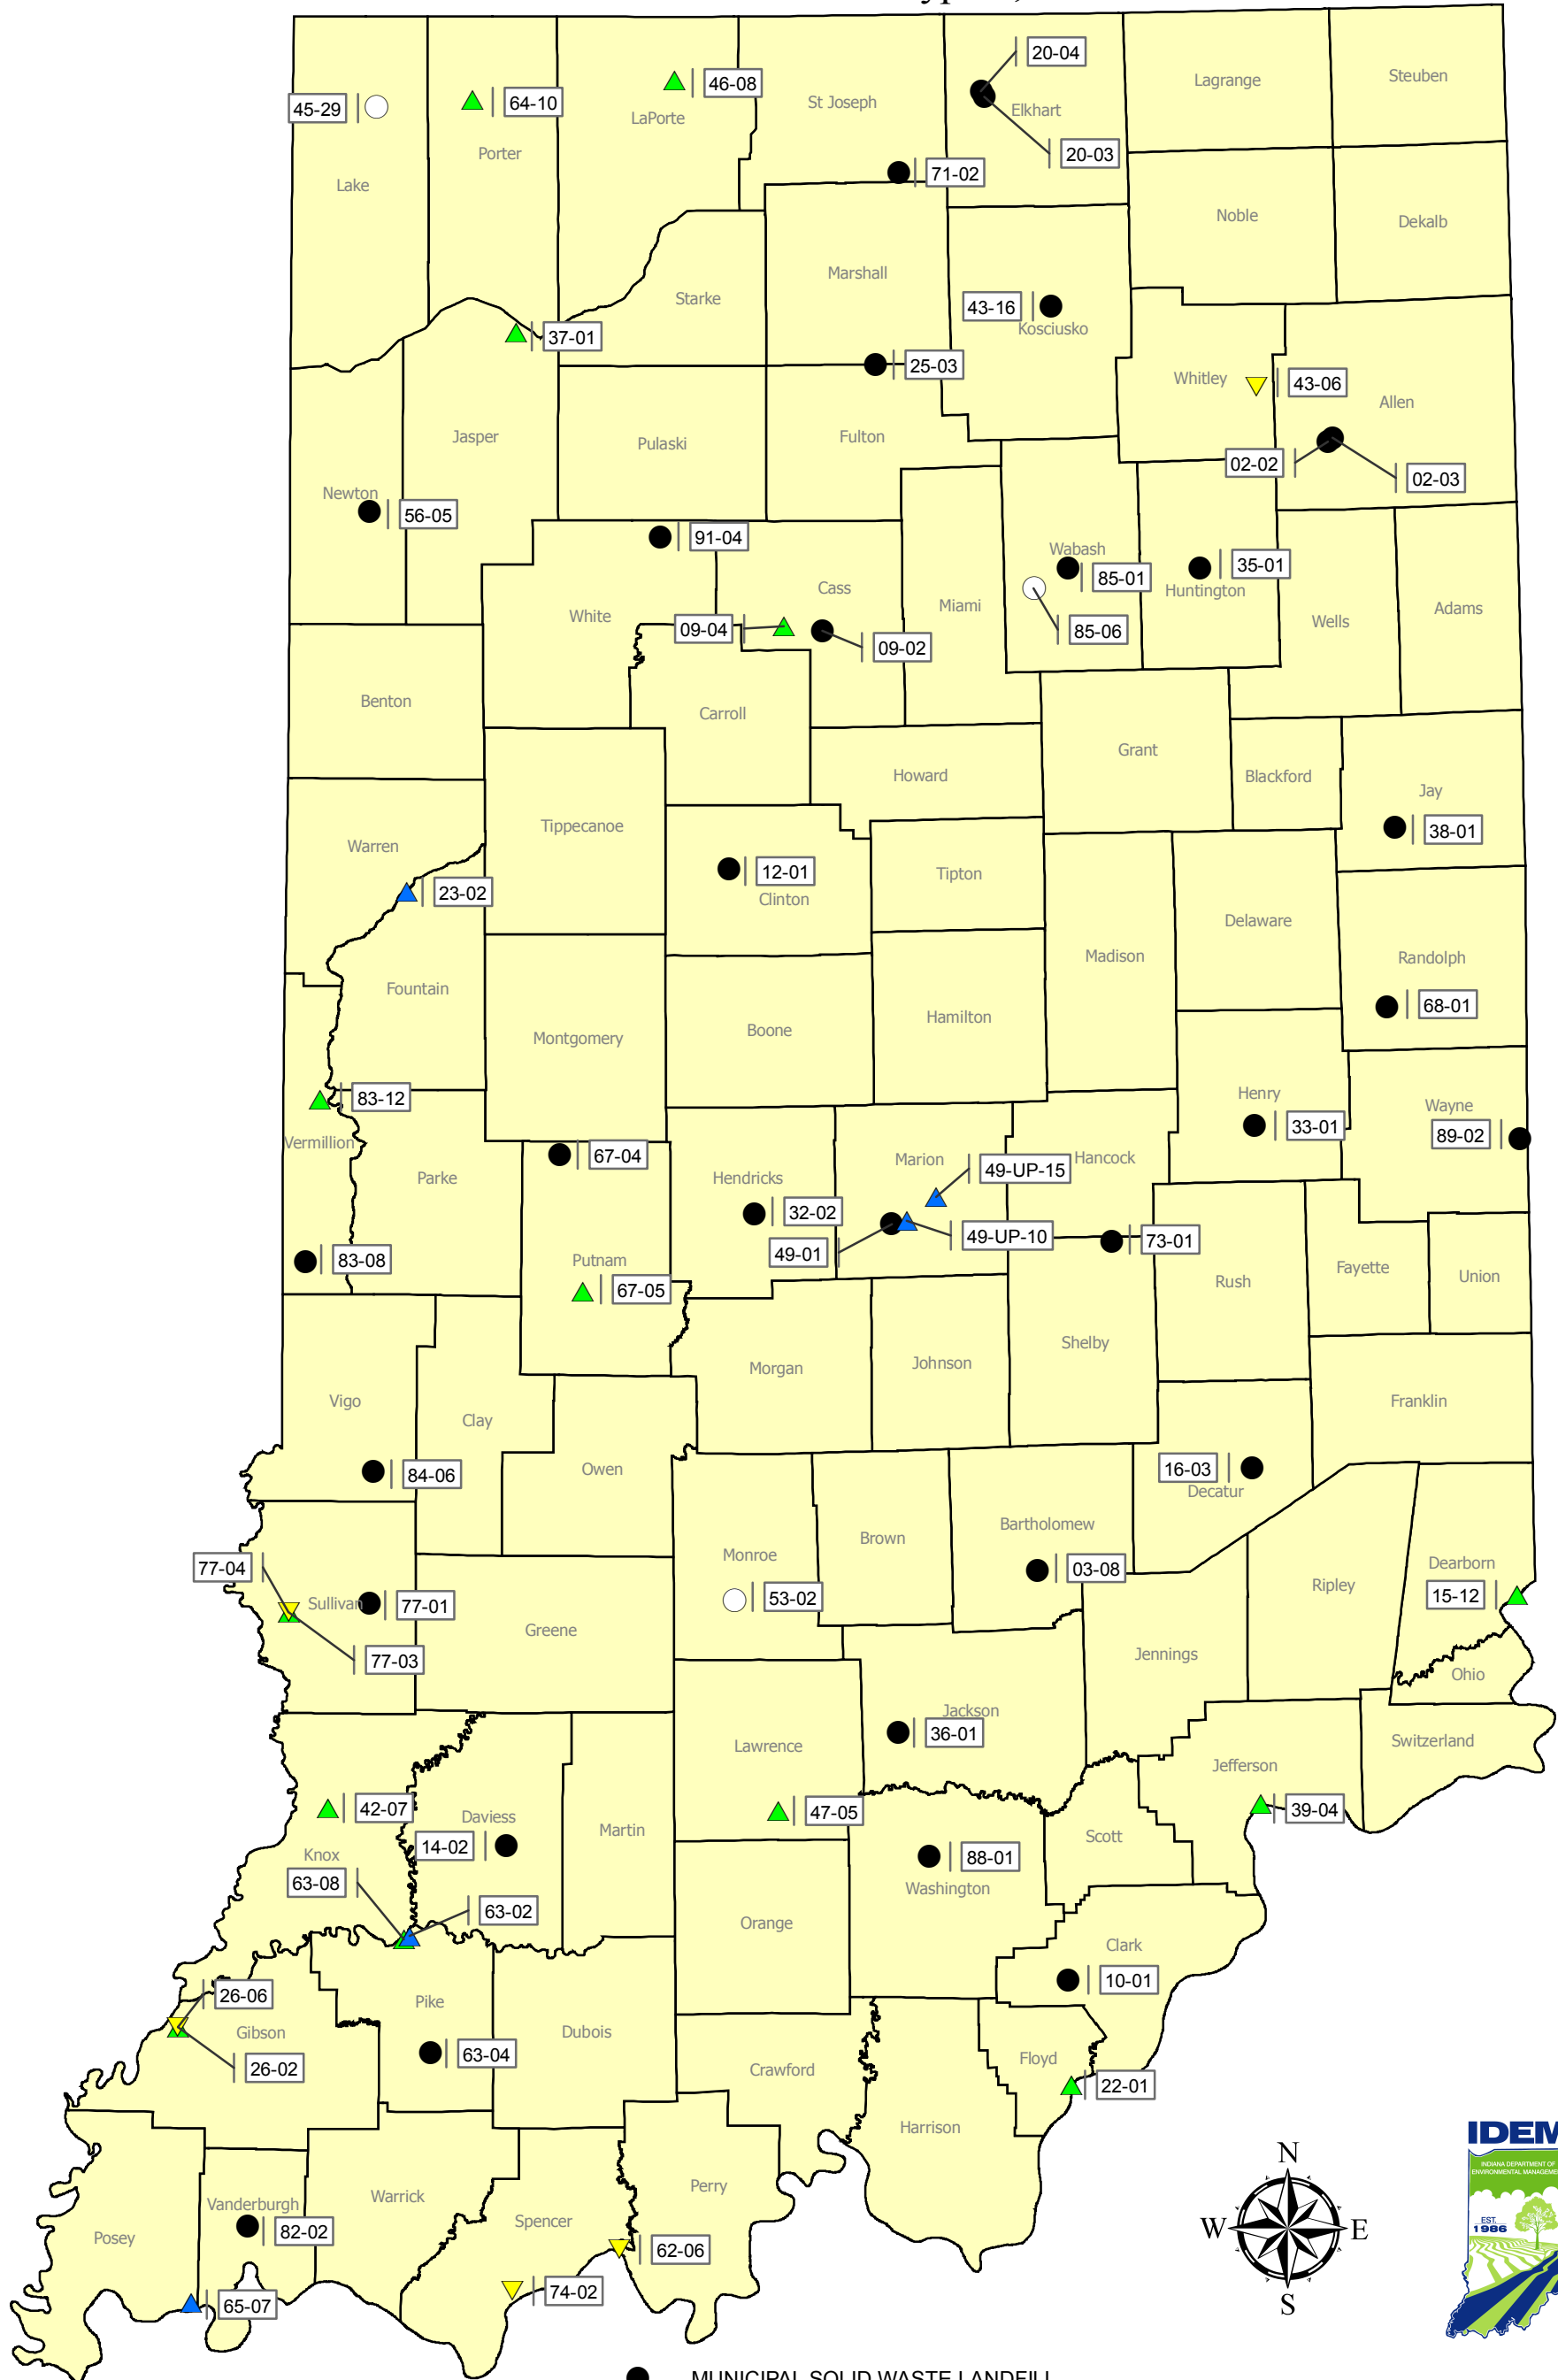 20-04
Steuben
Lagrange
46-08
45-29
64-10
St Joseph
Elkhart
LaPorte
Porter
20-03
71-02
Lake
Noble
Dekalb
Marshall
Starke
43-16
Kosciusko
37-01
25-03
Whitley
43-06
Allen
Jasper
Pulaski
Fulton
02-02
02-03
Newton
56-05
91-04
Wabash
85-01
35-01
Huntington
Cass
Miami
White
Wells
Adams
09-04
09-02
85-06
Benton
Carroll
Grant
Howard
Blackford
Jay
38-01
Tippecanoe
Warren
12-01
Clinton
Tipton
23-02
Delaware
Madison
Randolph
Fountain
68-01
Hamilton
Boone
Montgomery
83-12
Henry
Wayne
33-01
89-02
Vermillion
67-04
Marion
Hancock
49-UP-15
Parke
Hendricks
32-02
49-UP-10
49-01
73-01
83-08
Putnam
Rush
Fayette
Union
67-05
Shelby
Johnson
Morgan
Vigo
Clay
Franklin
84-06
Owen
16-03
Decatur
Bartholomew
Brown
Monroe
77-04
03-08
Dearborn
Ripley
15-12
Sullivan
77-01
53-02
Greene
77-03
Jennings
Ohio
Jackson
36-01
Lawrence
Switzerland
Jefferson
42-07
47-05
39-04
Daviess
14-02
Martin
Scott
Knox
88-01
Washington
63-08
63-02
Orange
Clark
10-01
26-06
Pike
Gibson
Dubois
63-04
26-02
Crawford
Floyd
22-01
Harrison
Perry
Warrick
Vanderburgh
82-02
Spencer
Posey
62-06
74-02
65-07
N
W
E
S
IDEM
INDIANA DEPARTMENT OF
ENVIRONMENTAL MANAGEMENT
EST.
1986
MUNICIPAL SOLID WASTE LANDFILL